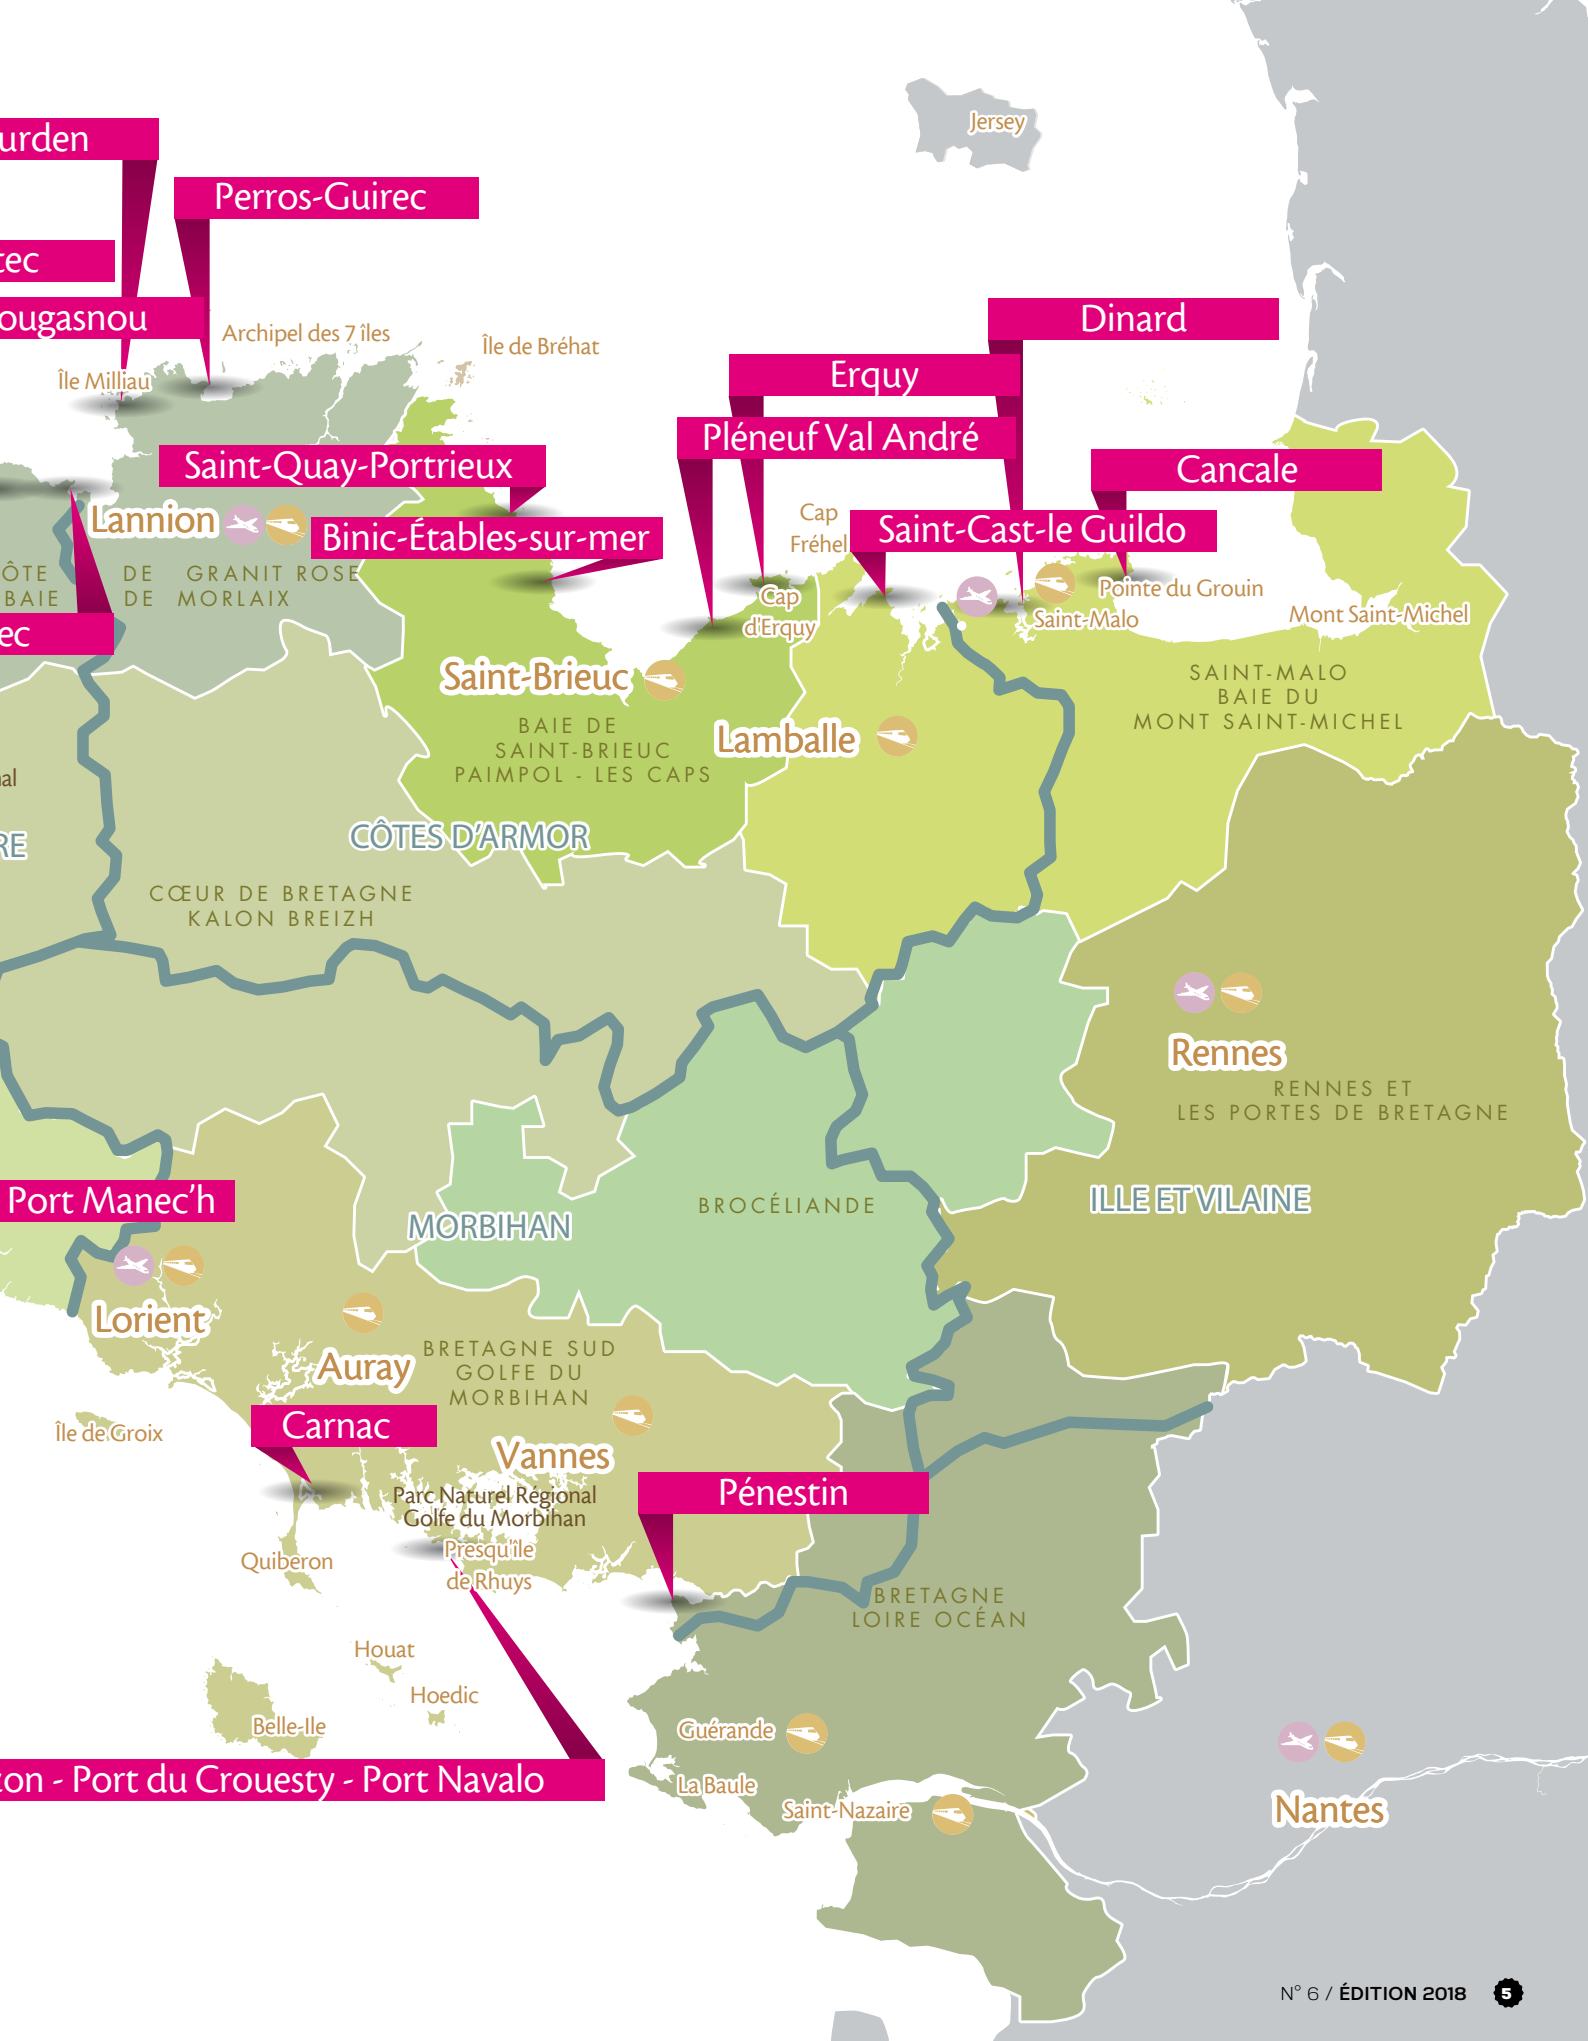 Jersey
urden
Perros-Guirec
tec
ougasnou
Archipel des 7 îles
Île de Bréhat
Dinard
Île Milliau
Erquy
Pléneuf Val André
Saint-Quay-Portrieux
Cancale
Lannion
Binic-Étables-sur-mer
Cap
Fréhel
Saint-Cast-le Guildo
ÔTE DE GRANIT ROSE
BAIE DE MORLAIX
Pointe du Grouin
Cap
d'Erquy
Saint-Malo
Mont Saint-Michel
ec
Saint-Brieuc
SAINT-MALO
BAIE DU
MONT SAINT-MICHEL
BAIE DE
SAINT-BRIEUC
PAIMPOL - LES CAPS
Lamballe
al
RE
CÔTES D'ARMOR
CŒUR DE BRETAGNE
KALON BREIZH
Rennes
RENNES ET
LES PORTES DE BRETAGNE
Port Manec'h
BROCÉLIANDE
ILLE ET VILAINE
MORBIHAN
Lorient
Auray
BRETAGNE SUD
GOLFE DU
MORBIHAN
Carnac
Île de Groix
Vannes
Pénestin
Parc Naturel Régional
Golfe du Morbihan
Presqu'île
de Rhuys
Quiberon
BRETAGNE
LOIRE OCÉAN
Houat
Hoedic
Belle-Ile
Guérande
zon - Port du Crouesty - Port Navalo
La Baule
Saint-Nazaire
Nantes
N° 6 / ÉDITION 2018 5